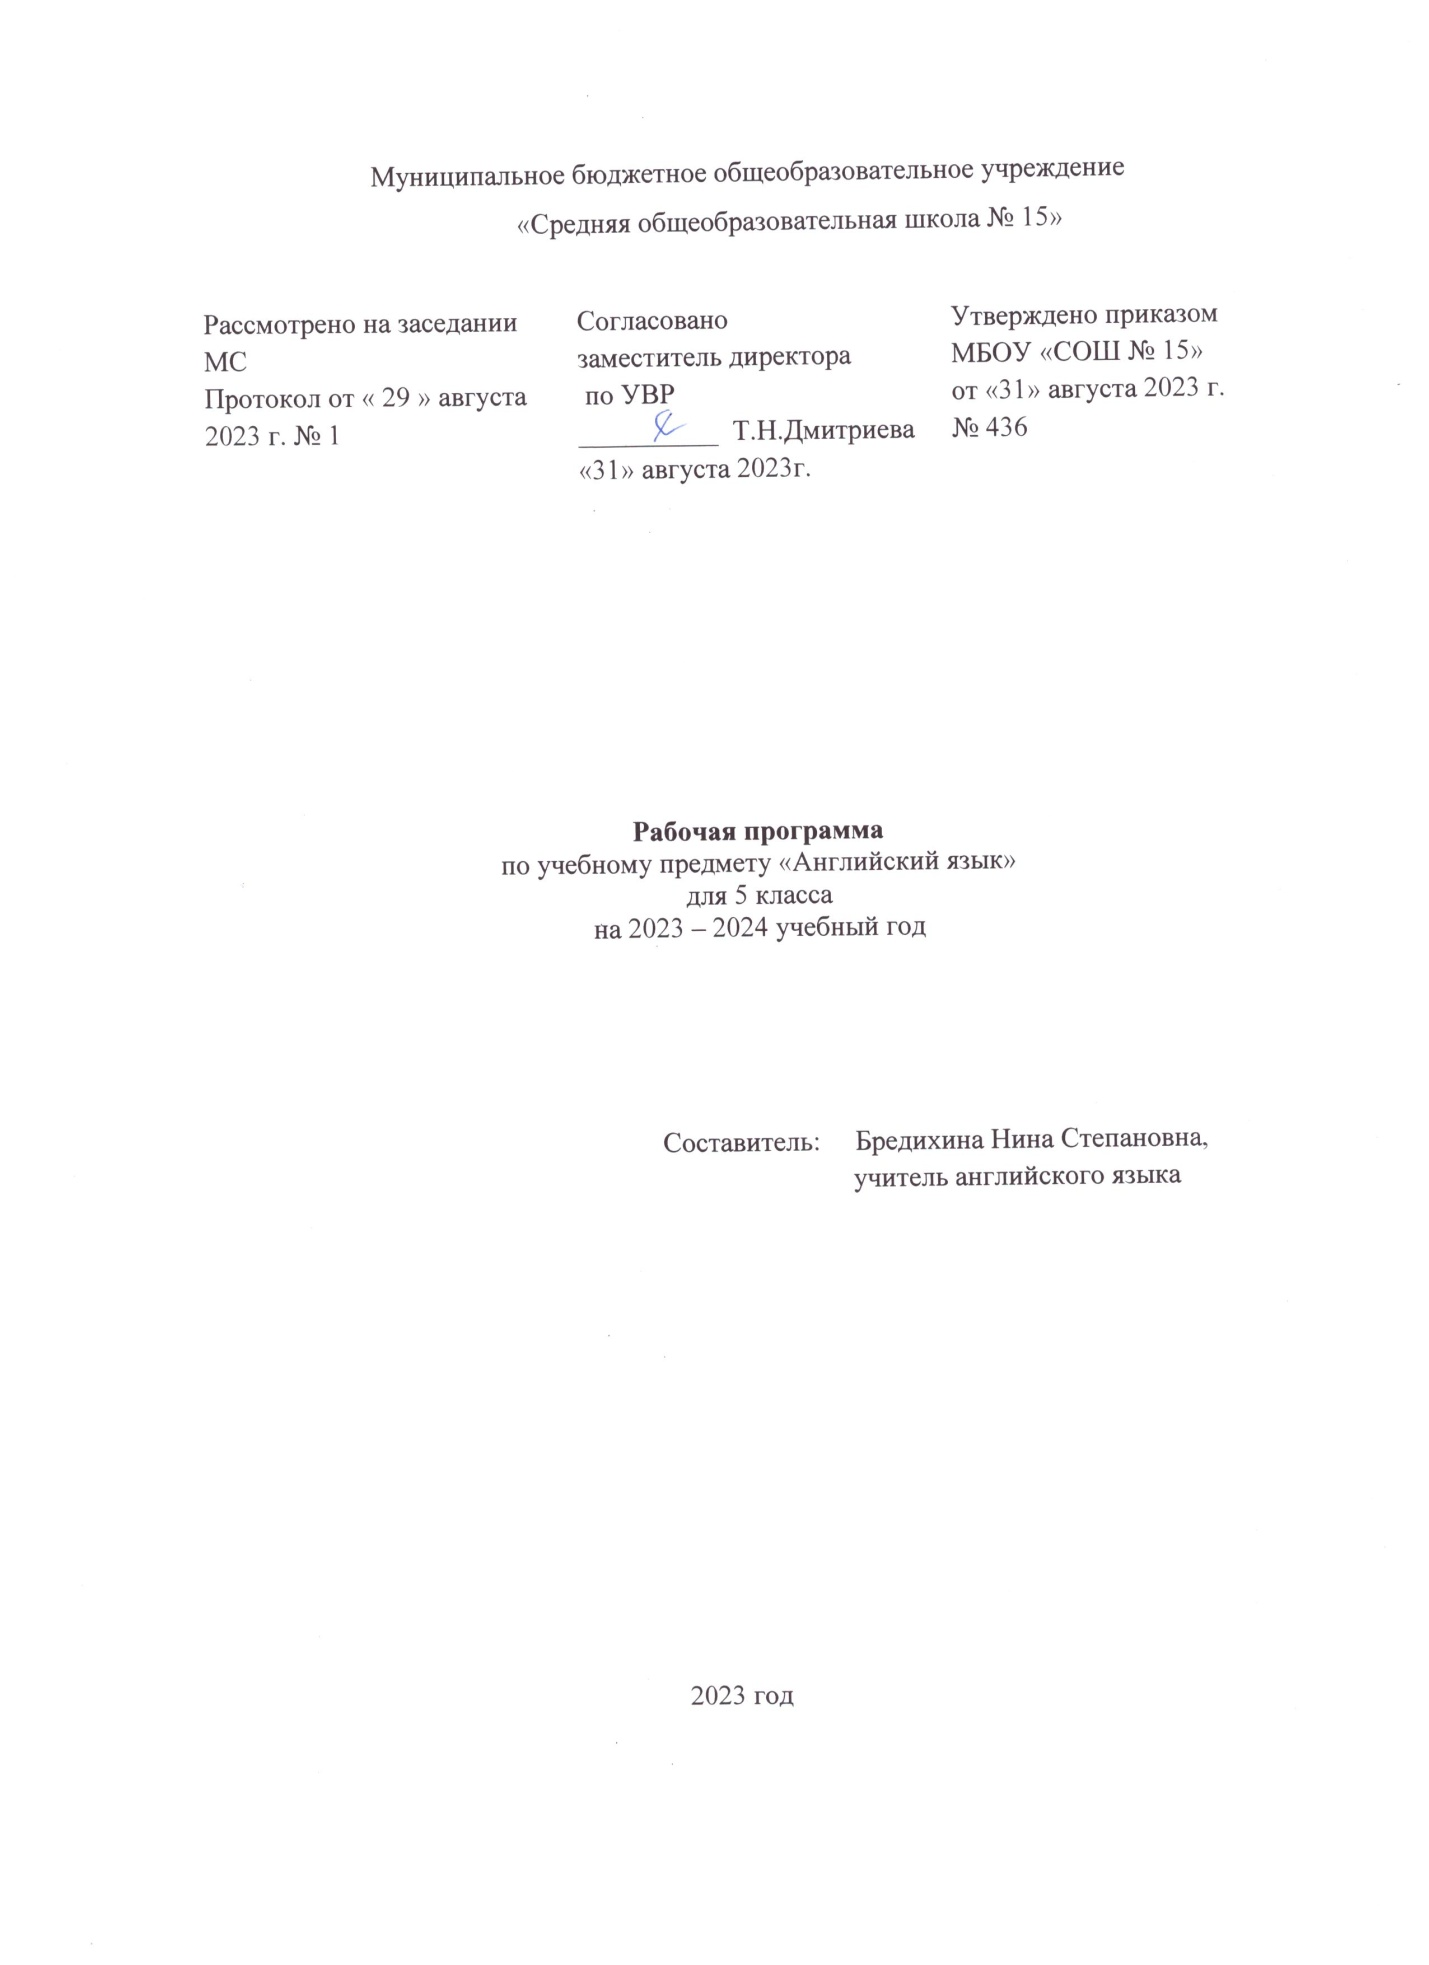 Муниципальное бюджетное общеобразовательное учреждение
«Средняя общеобразовательная школа № 15»
Рассмотрено на заседании
МС
Протокол от « 29 » августа
2023 г. № 1
Согласовано
заместитель директора
по УВР
___________ Т.Н.Дмитриева
«31» августа 2023г.
Утверждено приказом
МБОУ «СОШ № 15»
от «31» августа 2023 г.
№ 436
Рабочая программа
по учебному предмету «Английский язык»
для 5 класса
на 2023 – 2024 учебный год
Составитель: Бредихина Нина Степановна,
учитель английского языка
2023 год